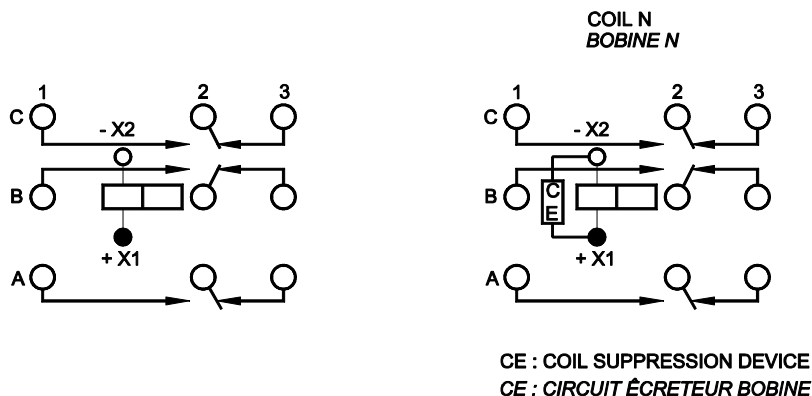 COIL N
BOBINE N
1 2 3
C
- X2
B
+ X1
A
1 2 3
C
- X2
B
C
E
+ X1
A
CE : COIL SUPPRESSION DEVICE
CE : CIRCUIT ÉCRETEUR BOBINE